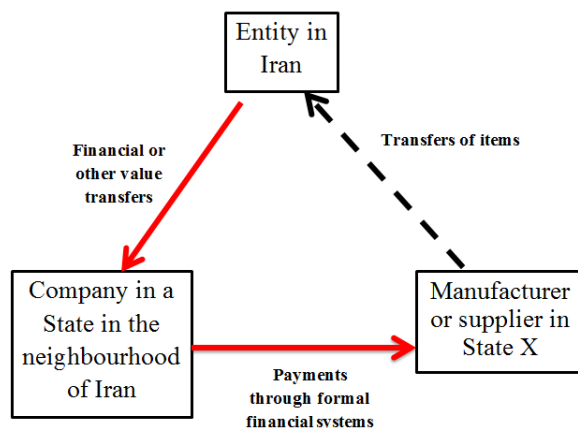 Entity in
Iran
Financial or
other value
transfers
Transfers of items
Company in a
State in the
neighbourhood
of Iran
Manufacturer
or supplier in
State X
Payments
through formal
financial systems